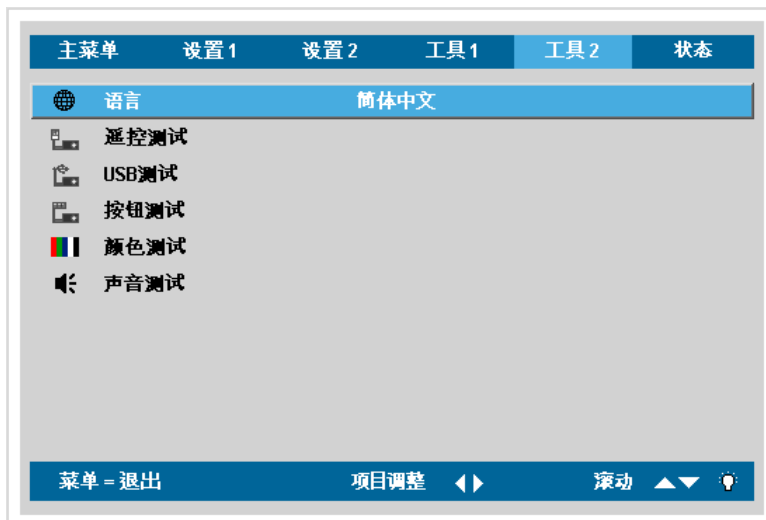 主菜单 设置1 设置2 工具1 工具2 状态
语言 简体中文
遥控测试
USB测试
按钮测试
颜色测试
声音测试
菜单 = 退出 项目调整 滚动